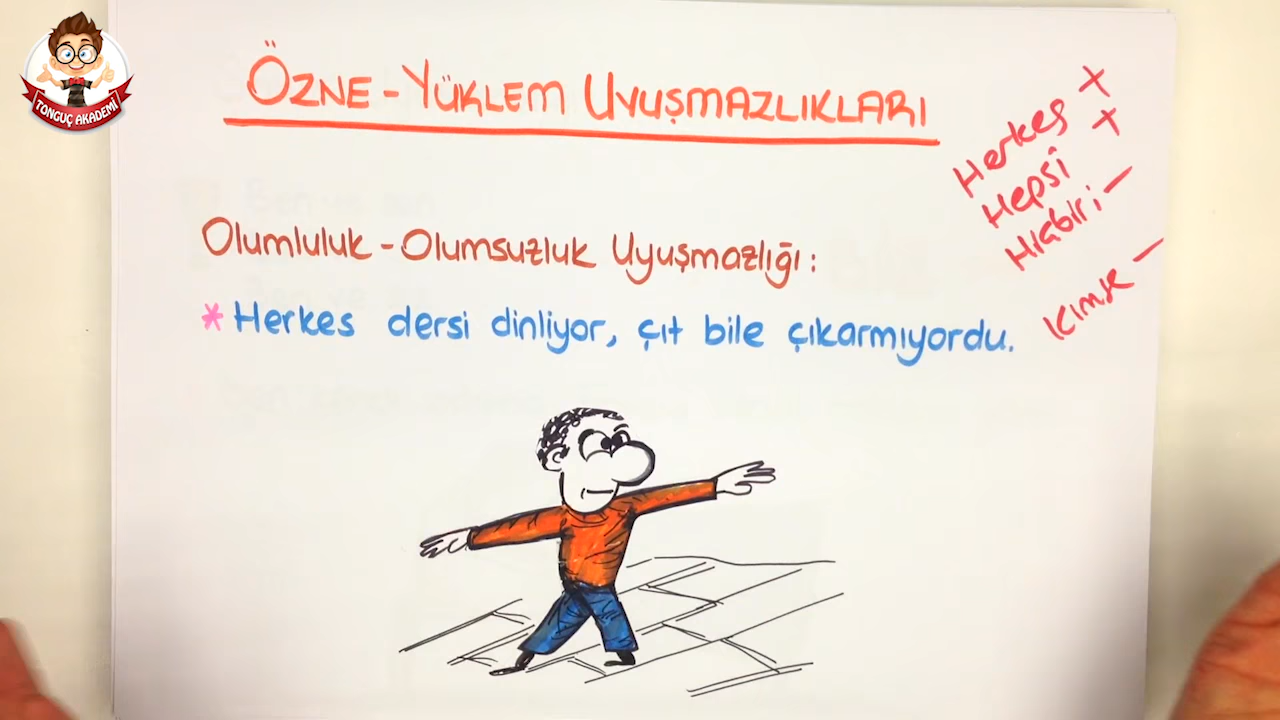 TONGUÇ AKADEMİ
ÖZNE - YÜKLEM UYUŞMAZLIKLARI
Herkes +
Hepsi +
Hiçbiri -
Kimse -
Olumluluk - Olumsuzluk Uyuşmazlığı:
* Herkes dersi dinliyor, çıt bile çıkarmıyordu.